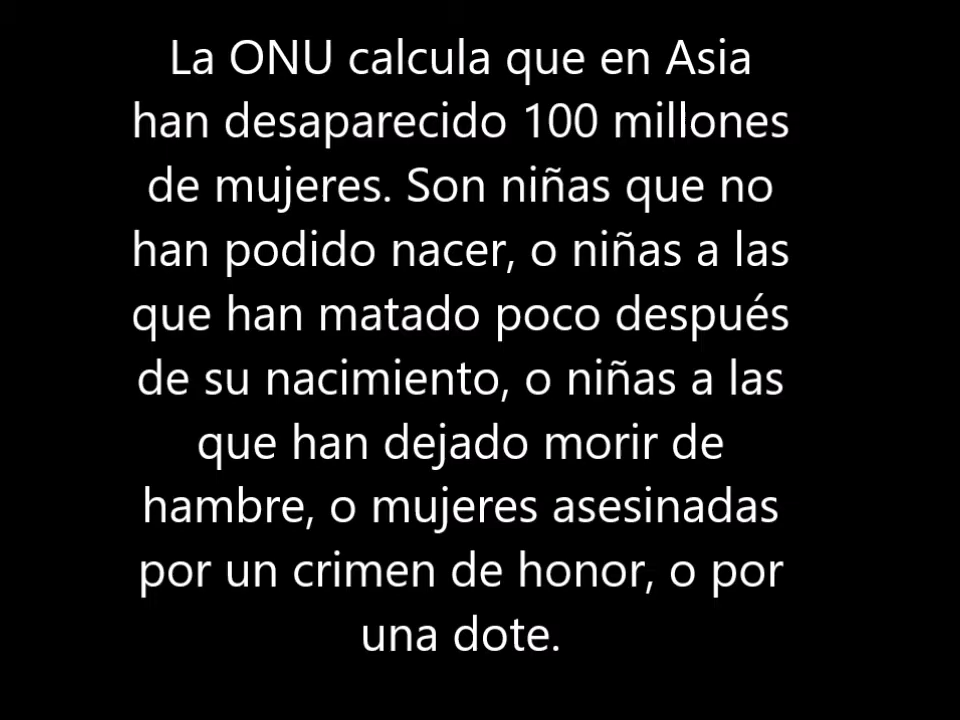 La ONU calcula que en Asia
han desaparecido 100 millones
de mujeres. Son niñas que no
han podido nacer, o niñas a las
que han matado poco después
de su nacimiento, o niñas a las
que han dejado morir de
hambre, o mujeres asesinadas
por un crimen de honor, o por
una dote.